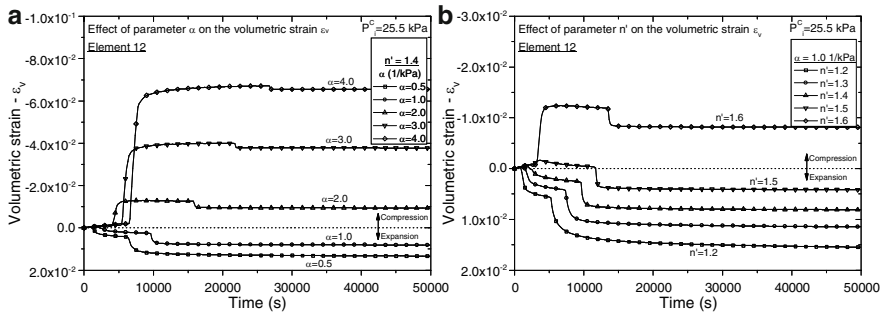 a
Effect of parameter α on the volumetric strain εv
P_i^C=25.5 kPa
Element 12
n' = 1.4
α (1/kPa)
α=0.5
α=1.0
α=2.0
α=3.0
α=4.0
α=4.0
α=3.0
α=2.0
Compression
Expansion
α=1.0
α=0.5
-1.0x10⁻¹
-8.0x10⁻²
-6.0x10⁻²
-4.0x10⁻²
-2.0x10⁻²
0.0
2.0x10⁻²
0
10000
20000
30000
40000
50000
Volumetric strain - εᵥ
Time (s)
b
Effect of parameter n' on the volumetric strain εᵥ
P_i^C=25.5 kPa
Element 12
α = 1.0 1/kPa
n'=1.2
n'=1.3
n'=1.4
n'=1.5
n'=1.6
n'=1.6
Compression
Expansion
n'=1.5
n'=1.2
-3.0x10⁻²
-2.0x10⁻²
-1.0x10⁻²
0.0
1.0x10⁻²
2.0x10⁻²
0
10000
20000
30000
40000
50000
Volumetric strain - εᵥ
Time (s)